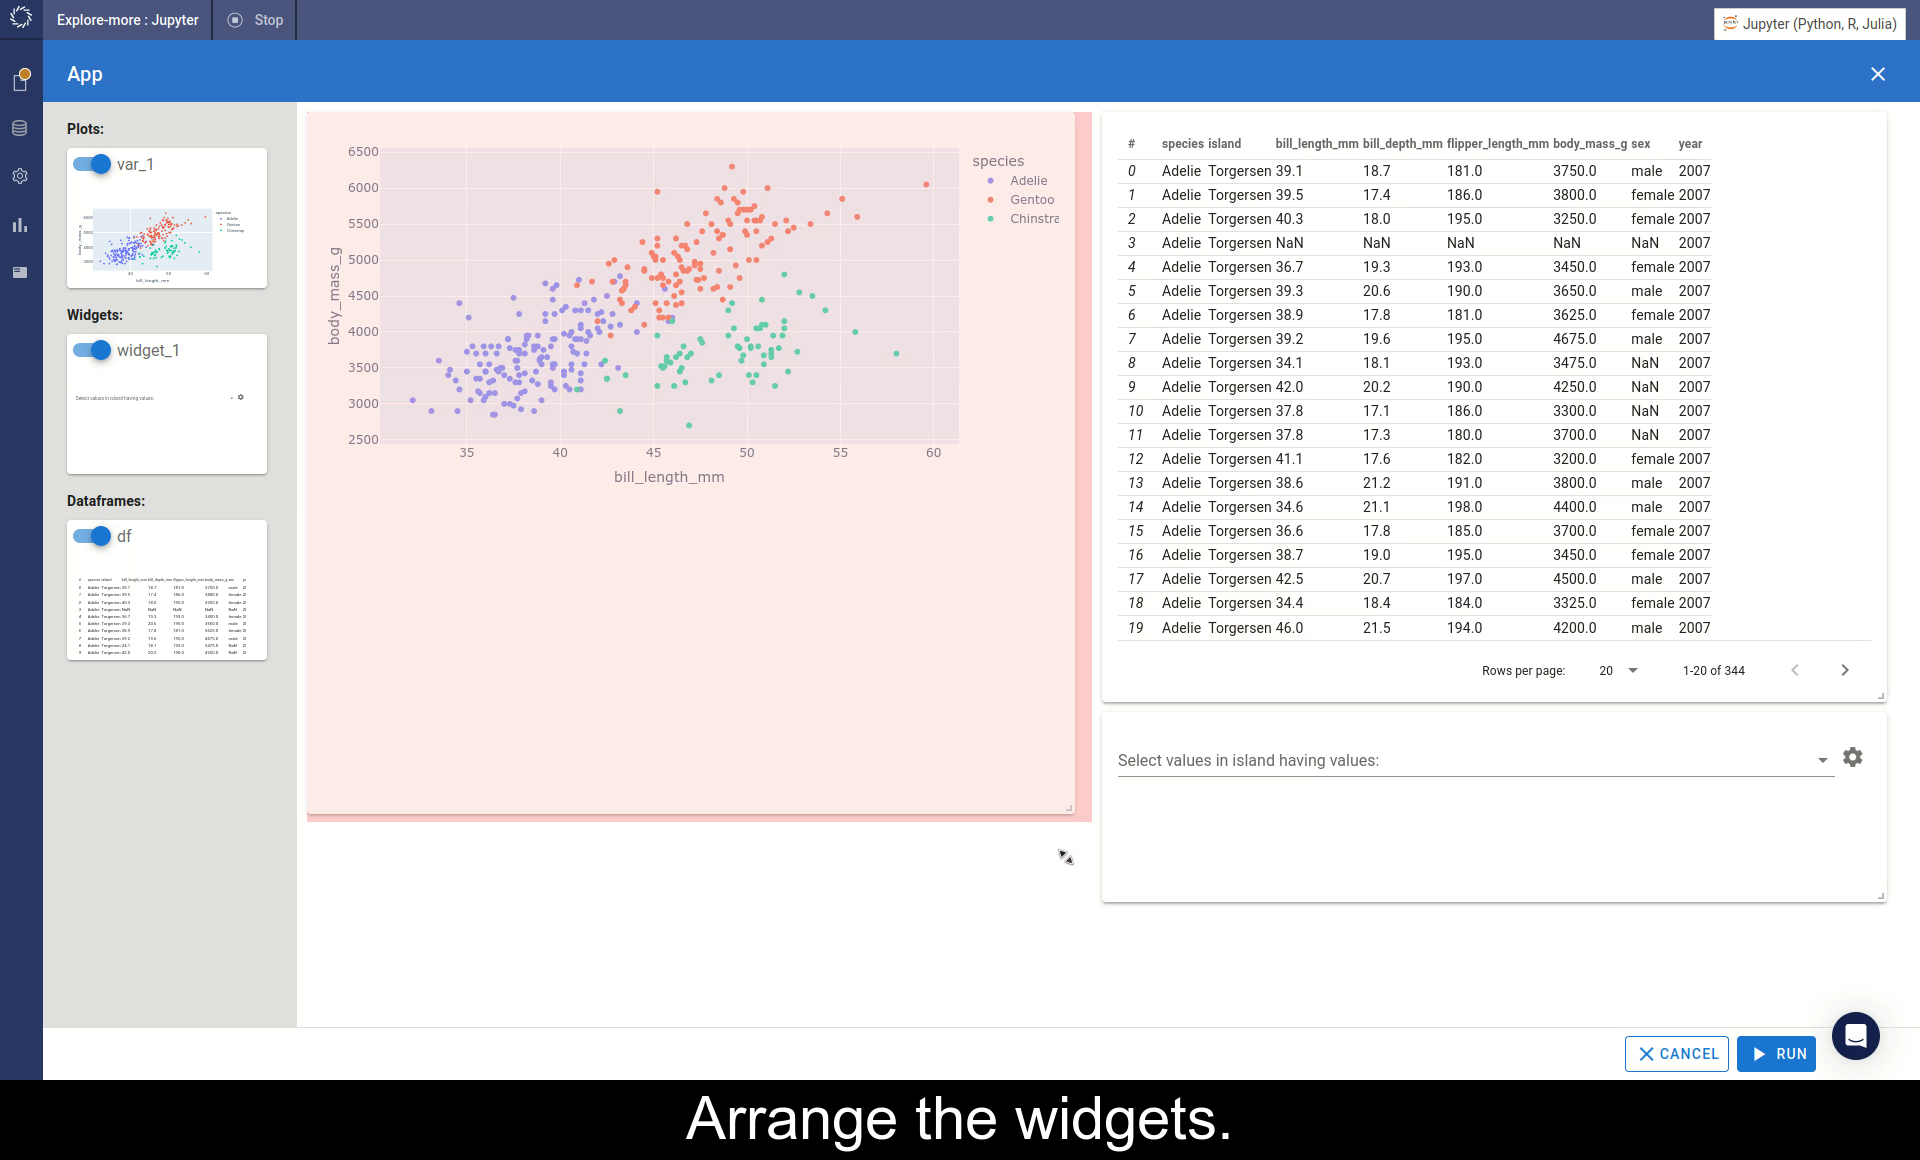 Explore-more : Jupyter
Stop
Jupyter (Python, R, Julia)
App
Plots:
var_1
Widgets:
widget_1
Select values in island having values:
Dataframes:
df
6500
6000
5500
5000
4500
4000
3500
3000
2500
body_mass_g
35 40 45 50 55 60
bill_length_mm
species
Adelie
Gentoo
Chinstra
# species island bill_length_mm bill_depth_mm flipper_length_mm body_mass_g sex year
0 Adelie Torgersen 39.1 18.7 181.0 3750.0 male 2007
1 Adelie Torgersen 39.5 17.4 186.0 3800.0 female 2007
2 Adelie Torgersen 40.3 18.0 195.0 3250.0 female 2007
3 Adelie Torgersen NaN NaN NaN NaN NaN 2007
4 Adelie Torgersen 36.7 19.3 193.0 3450.0 female 2007
5 Adelie Torgersen 39.3 20.6 190.0 3650.0 male 2007
6 Adelie Torgersen 38.9 17.8 181.0 3625.0 female 2007
7 Adelie Torgersen 39.2 19.6 195.0 4675.0 male 2007
8 Adelie Torgersen 34.1 18.1 193.0 3475.0 NaN 2007
9 Adelie Torgersen 42.0 20.2 190.0 4250.0 NaN 2007
10 Adelie Torgersen 37.8 17.1 186.0 3300.0 NaN 2007
11 Adelie Torgersen 37.8 17.3 180.0 3700.0 NaN 2007
12 Adelie Torgersen 41.1 17.6 182.0 3200.0 female 2007
13 Adelie Torgersen 38.6 21.2 191.0 3800.0 male 2007
14 Adelie Torgersen 34.6 21.1 198.0 4400.0 male 2007
15 Adelie Torgersen 36.6 17.8 185.0 3700.0 female 2007
16 Adelie Torgersen 38.7 19.0 195.0 3450.0 female 2007
17 Adelie Torgersen 42.5 20.7 197.0 4500.0 male 2007
18 Adelie Torgersen 34.4 18.4 184.0 3325.0 female 2007
19 Adelie Torgersen 46.0 21.5 194.0 4200.0 male 2007
Rows per page: 20 1-20 of 344
Select values in island having values:
CANCEL
RUN
Arrange the widgets.